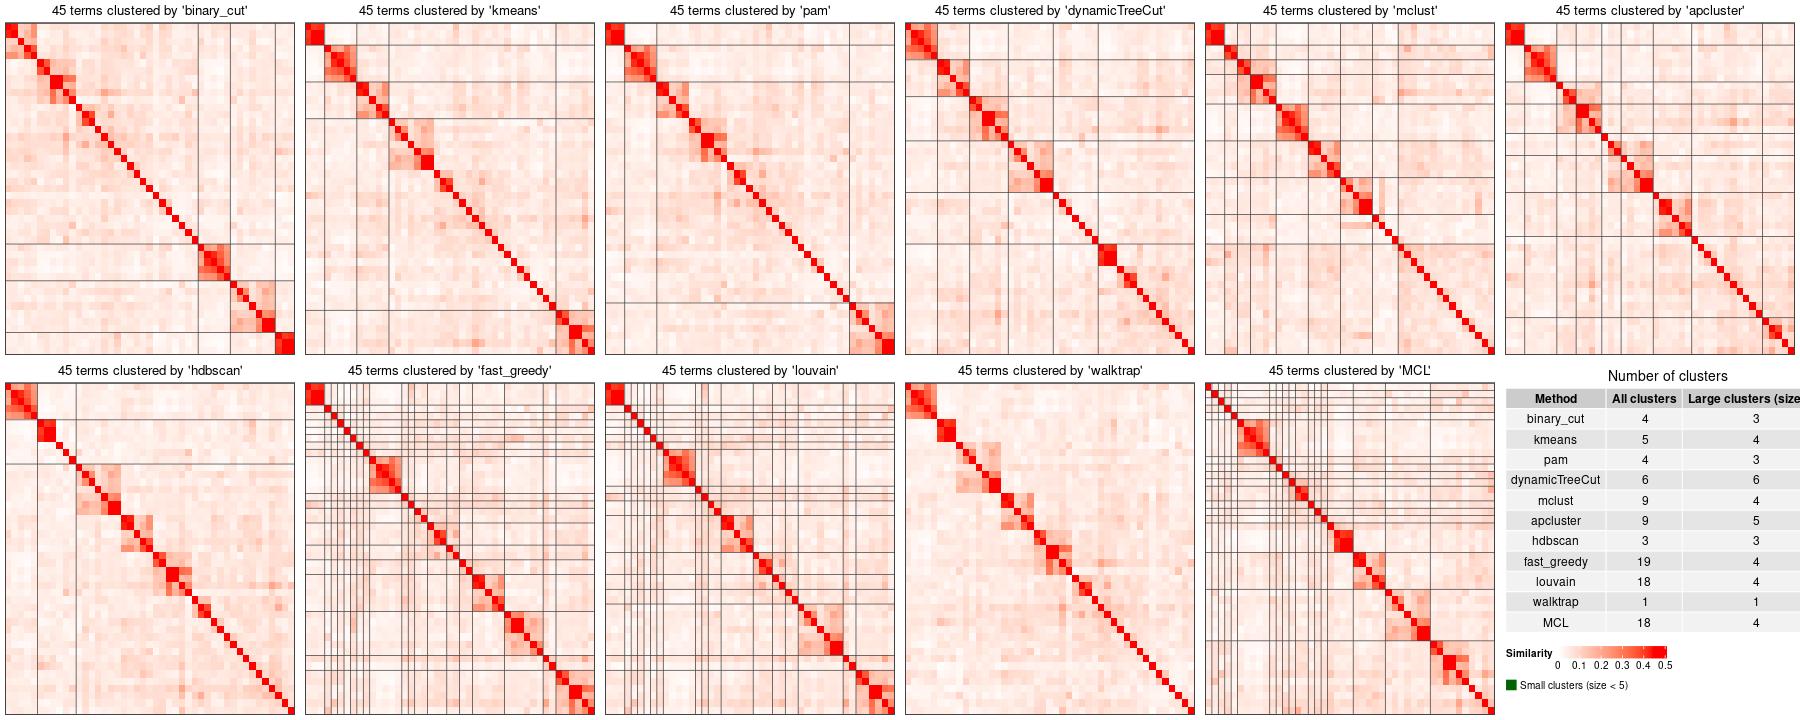 45 terms clustered by 'binary_cut'
45 terms clustered by 'kmeans'
45 terms clustered by 'pam'
45 terms clustered by 'dynamicTreeCut'
45 terms clustered by 'mclust'
45 terms clustered by 'apcluster'
45 terms clustered by 'hdbscan'
45 terms clustered by 'fast_greedy'
45 terms clustered by 'louvain'
45 terms clustered by 'walktrap'
45 terms clustered by 'MCL'
Number of clusters
Method All clusters Large clusters (size
binary_cut 4 3
kmeans 5 4
pam 4 3
dynamicTreeCut 6 6
mclust 9 4
apcluster 9 5
hdbscan 3 3
fast_greedy 19 4
louvain 18 4
walktrap 1 1
MCL 18 4
Similarity
0 0.1 0.2 0.3 0.4 0.5
Small clusters (size < 5)